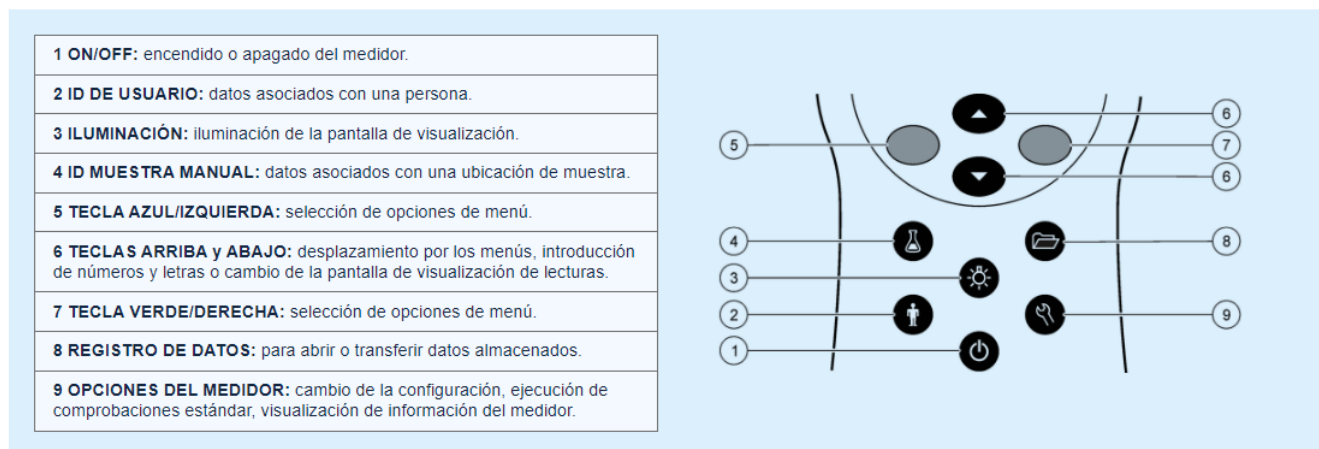 1 ON/OFF: encendido o apagado del medidor.
2 ID DE USUARIO: datos asociados con una persona.
3 ILUMINACIÓN: iluminación de la pantalla de visualización.
4 ID MUESTRA MANUAL: datos asociados con una ubicación de muestra.
5 TECLA AZUL/IZQUIERDA: selección de opciones de menú.
6 TECLAS ARRIBA y ABAJO: desplazamiento por los menús, introducción
de números y letras o cambio de la pantalla de visualización de lecturas.
7 TECLA VERDE/DERECHA: selección de opciones de menú.
8 REGISTRO DE DATOS: para abrir o transferir datos almacenados.
9 OPCIONES DEL MEDIDOR: cambio de la configuración, ejecución de
comprobaciones estándar, visualización de información del medidor.
6
5
7
6
4
8
3
2
9
1